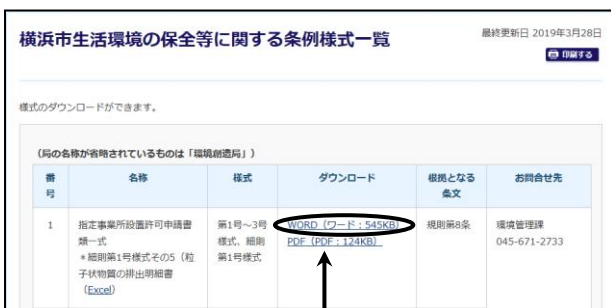 横浜市生活環境の保全等に関する条例様式一覧
最終更新日 2019年3月28日
印刷する
様式のダウンロードができます。
（局の名称が省略されているものは「環境創造局」）
番号 名称 様式 ダウンロード 根拠となる条文 お問合せ先
1 指定事業所設置許可申請書 第1号～3号 WORD（ワード：545KB） 規則第8条 環境管理課
類一式 様式、細則 PDF（PDF：124KB） 045-671-2733
＊細則第1号様式その5（粒 第1号様式
子状物質の排出明細書
（Excel）